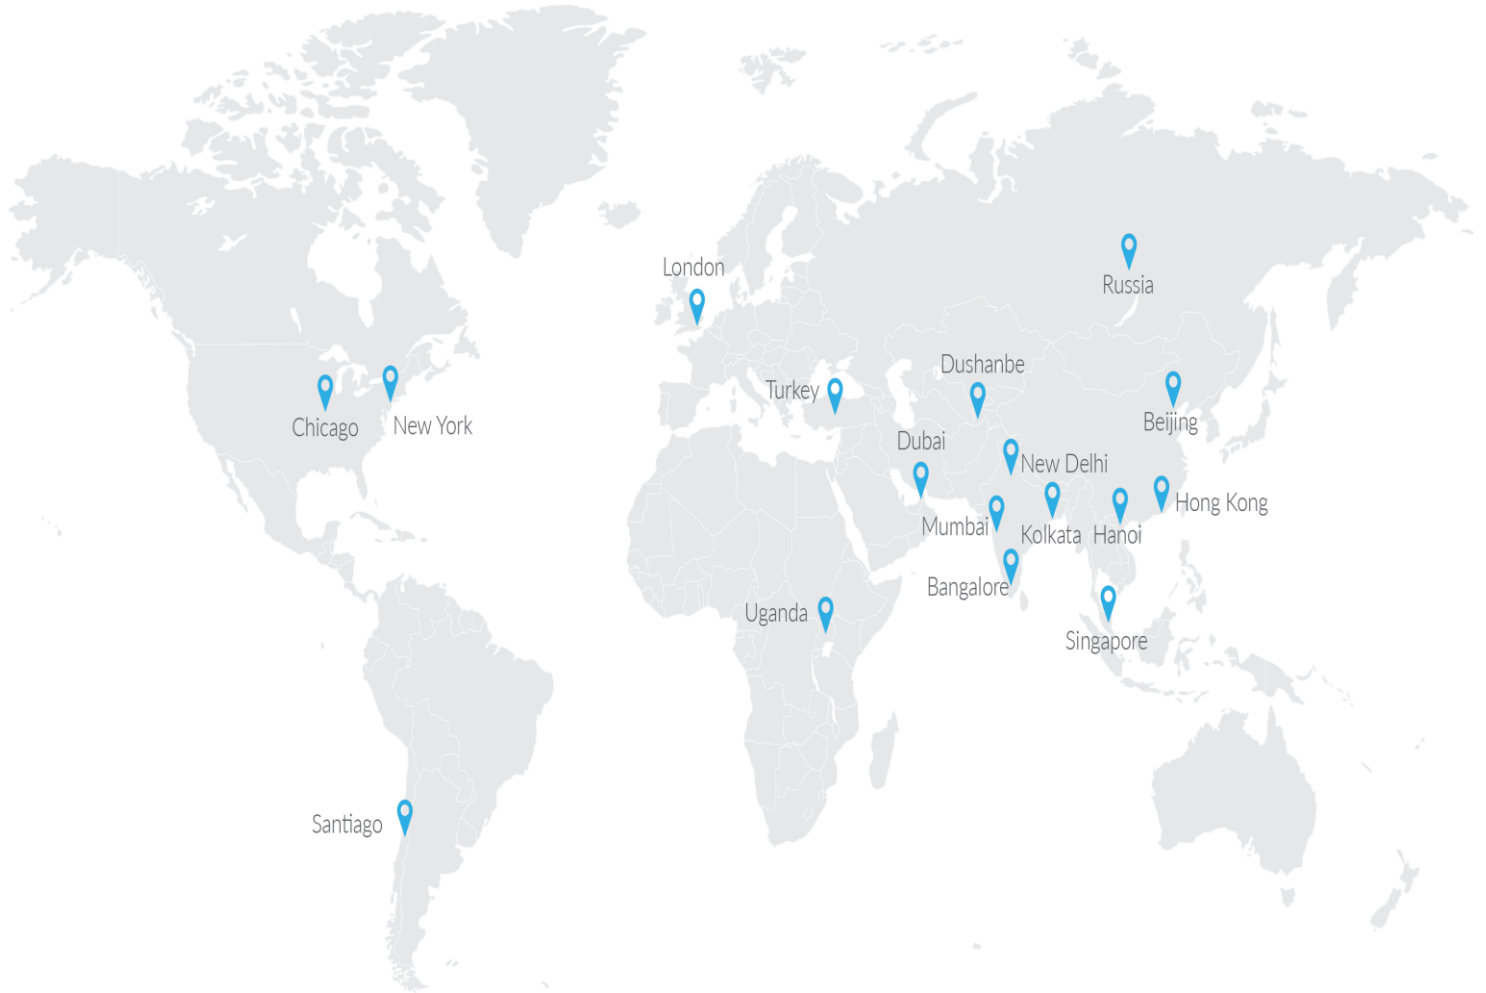 London
Russia
Dushanbe
Turkey
Beijing
Chicago
New York
Dubai
New Delhi
Hong Kong
Mumbai
Kolkata
Hanoi
Bangalore
Uganda
Singapore
Santiago